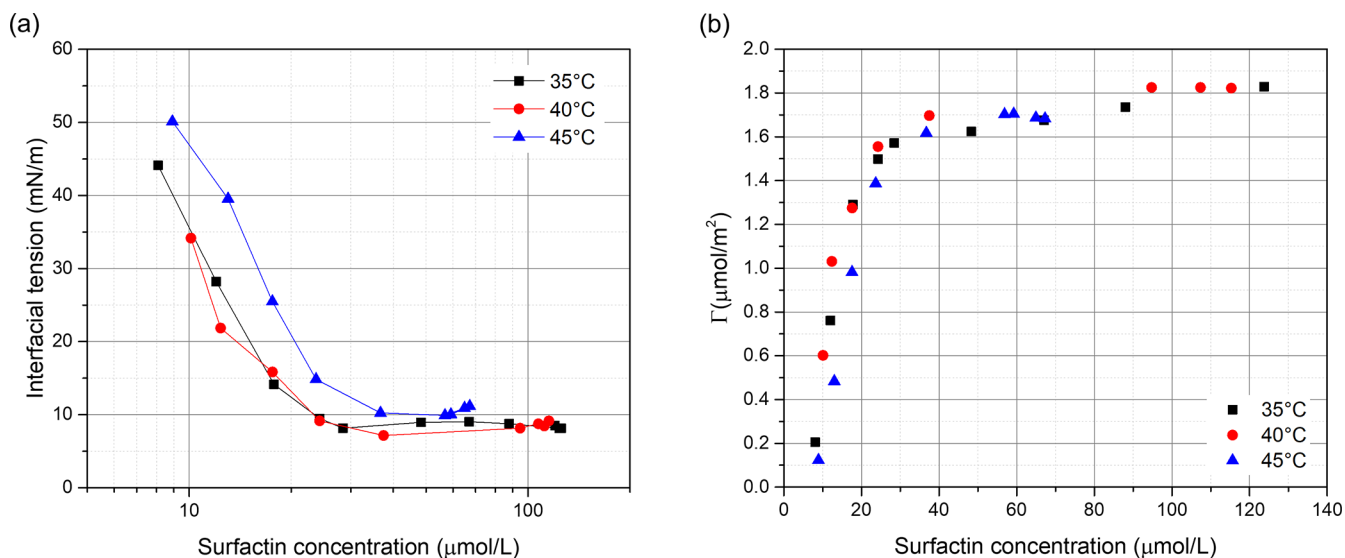 (a)
60
50
40
30
20
10
0
Interfacial tension (mN/m)
35°C
40°C
45°C
10
100
Surfactin concentration (μmol/L)
(b)
2.0
1.8
1.6
1.4
1.2
1.0
0.8
0.6
0.4
0.2
0.0
Γ(μmol/m²)
35°C
40°C
45°C
0 20 40 60 80 100 120 140
Surfactin concentration (μmol/L)